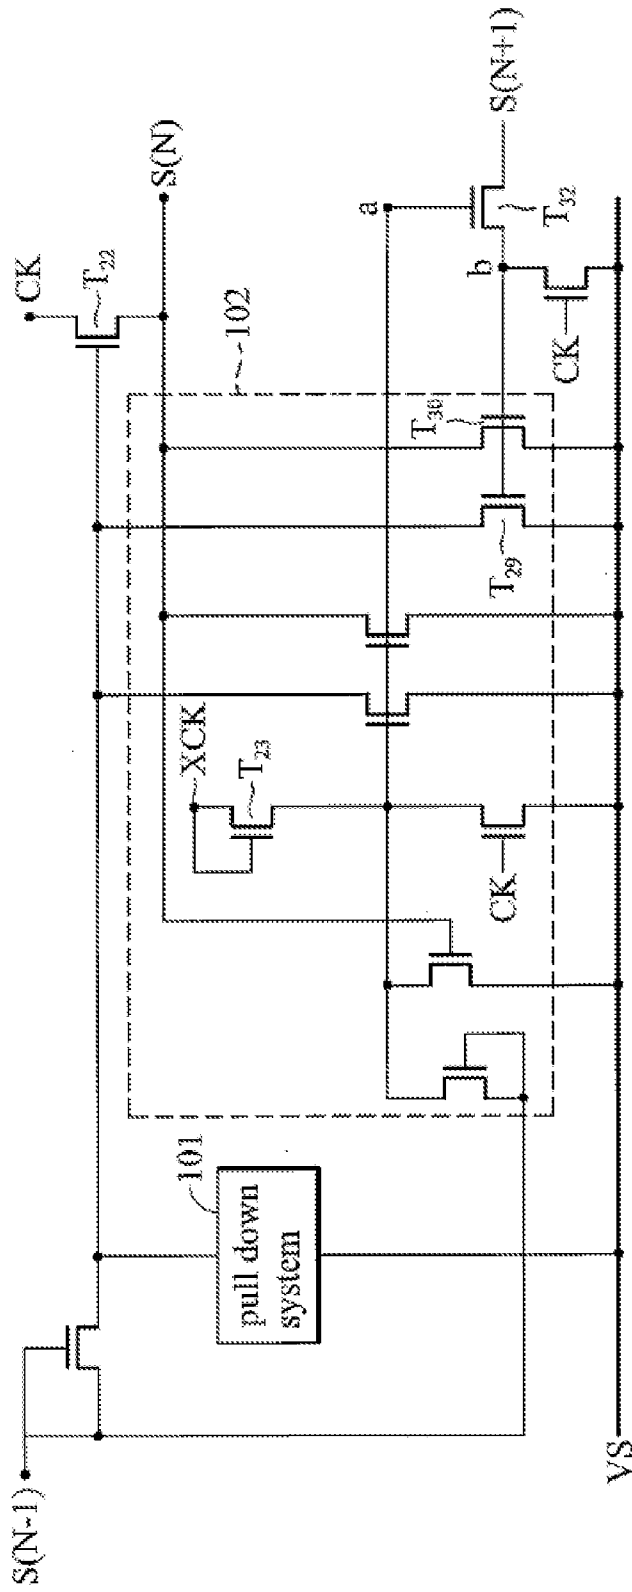 S(N-1)
CK
T22
S(N)
102
XCK
T23
101
pull down
system
a
S(N+1)
T32
b
T30
T29
CK
CK
VS